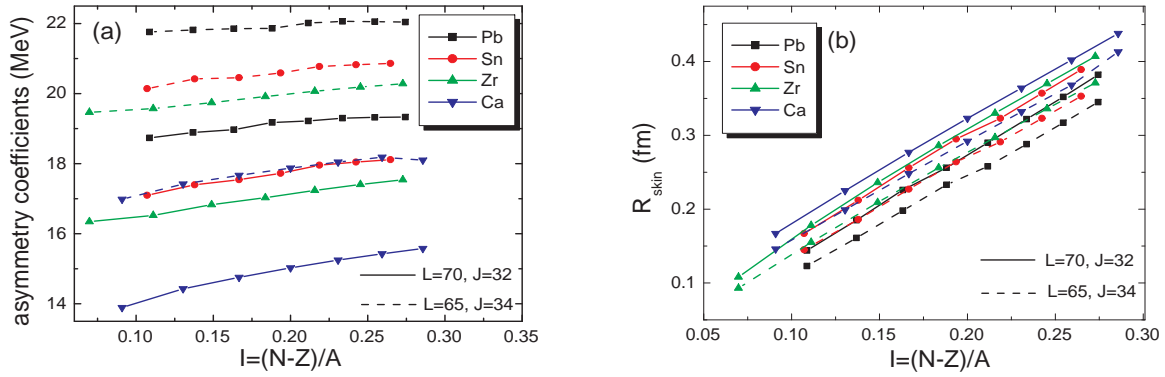 (a)
Pb
Sn
Zr
Ca
L=70, J=32
L=65, J=34
asymmetry coefficients (MeV)
22
20
18
16
14
0.10 0.15 0.20 0.25 0.30 0.35
I=(N-Z)/A
(b)
Pb
Sn
Zr
Ca
L=70, J=32
L=65, J=34
R_skin (fm)
0.4
0.3
0.2
0.1
0.05 0.10 0.15 0.20 0.25 0.30
I=(N-Z)/A